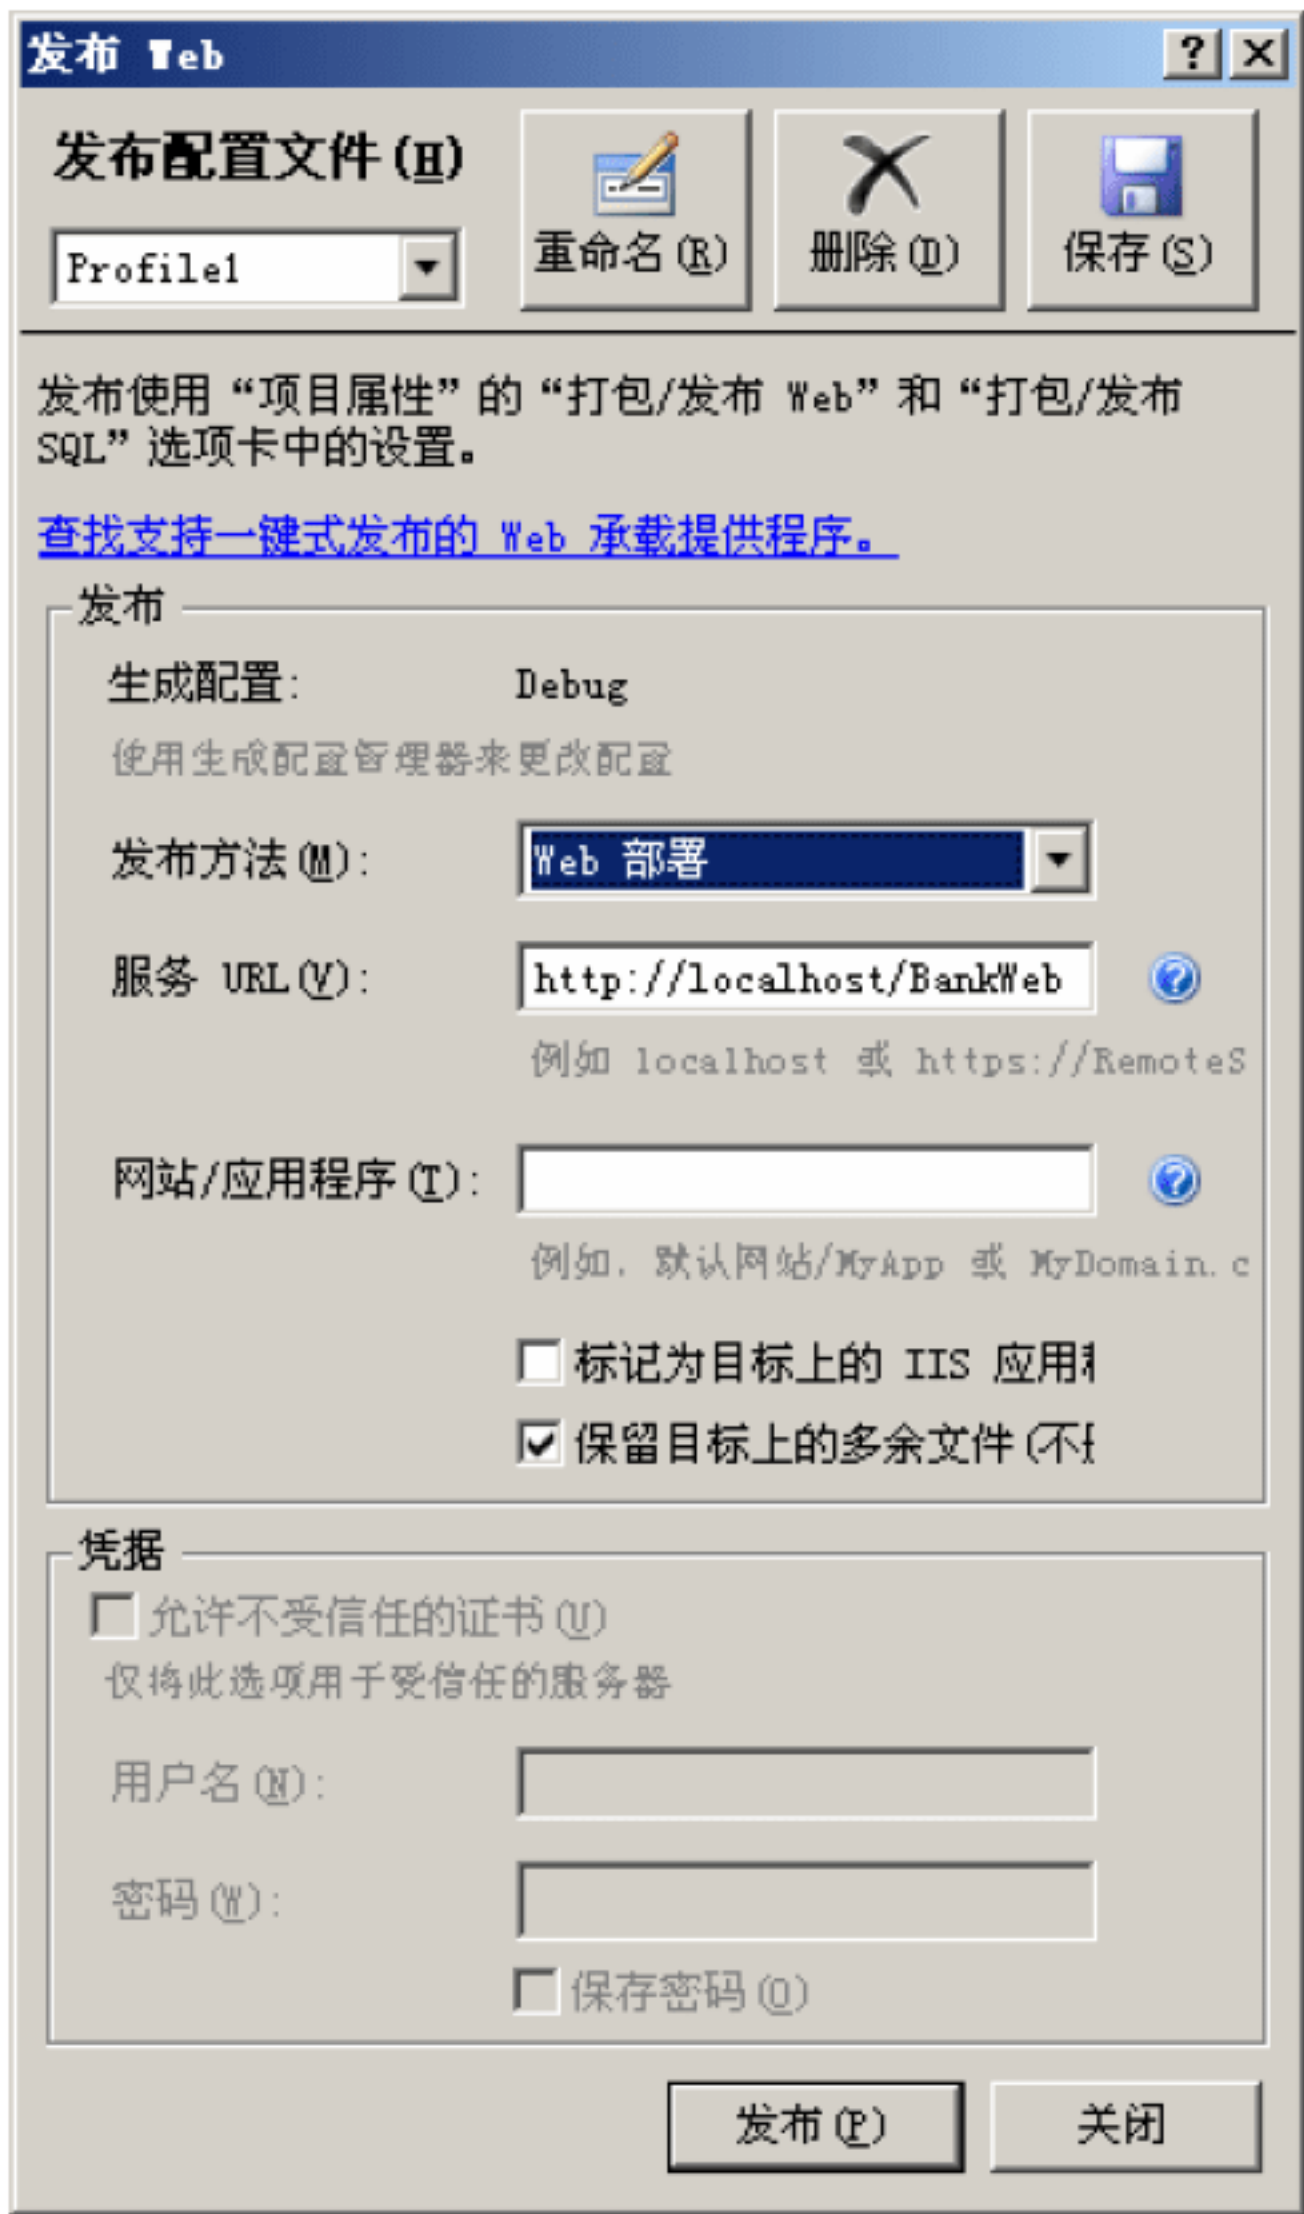 发布 Web
发布配置文件(H)
Profile1
重命名(R)
删除(D)
保存(S)
发布使用“项目属性”的“打包/发布 Web”和“打包/发布
SQL”选项卡中的设置。
查找支持一键式发布的 Web 承载提供程序。
发布
生成配置: Debug
使用生成配置管理器来更改配置
发布方法(M): Web 部署
服务 URL(V): http://localhost/BankWeb
例如 localhost 或 https://RemoteS
网站/应用程序(T):
例如，默认网站/MyApp 或 MyDomain.c
标记为目标上的 IIS 应用
保留目标上的多余文件(不
凭据
允许不受信任的证书(U)
仅将此选项用于受信任的服务器
用户名(N):
密码(W):
保存密码(O)
发布(P)
关闭